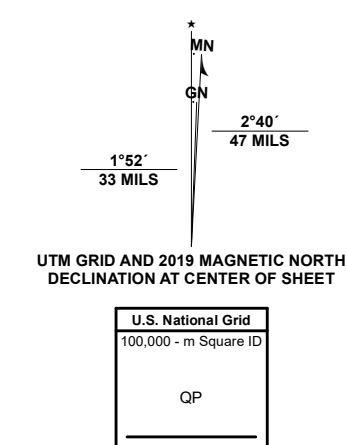 ★
MN
GN
2°40´
47 MILS
1°52´
33 MILS
UTM GRID AND 2019 MAGNETIC NORTH
DECLINATION AT CENTER OF SHEET
U.S. National Grid
100,000 - m Square ID
QP